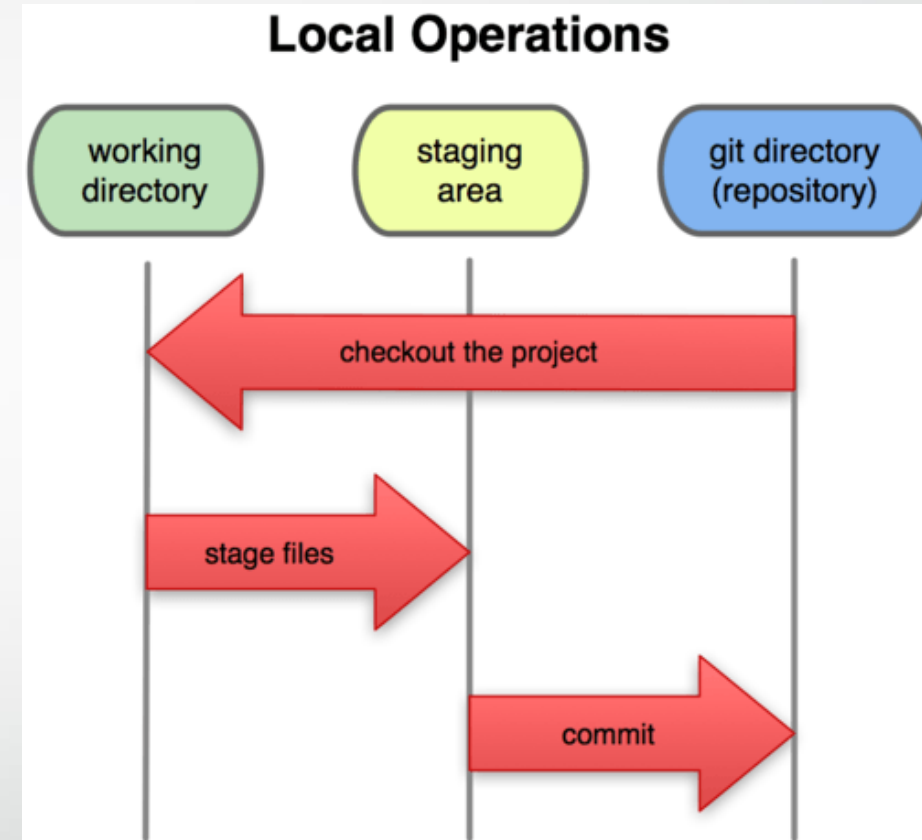 Local Operations
working
directory
staging
area
git directory
(repository)
checkout the project
stage files
commit